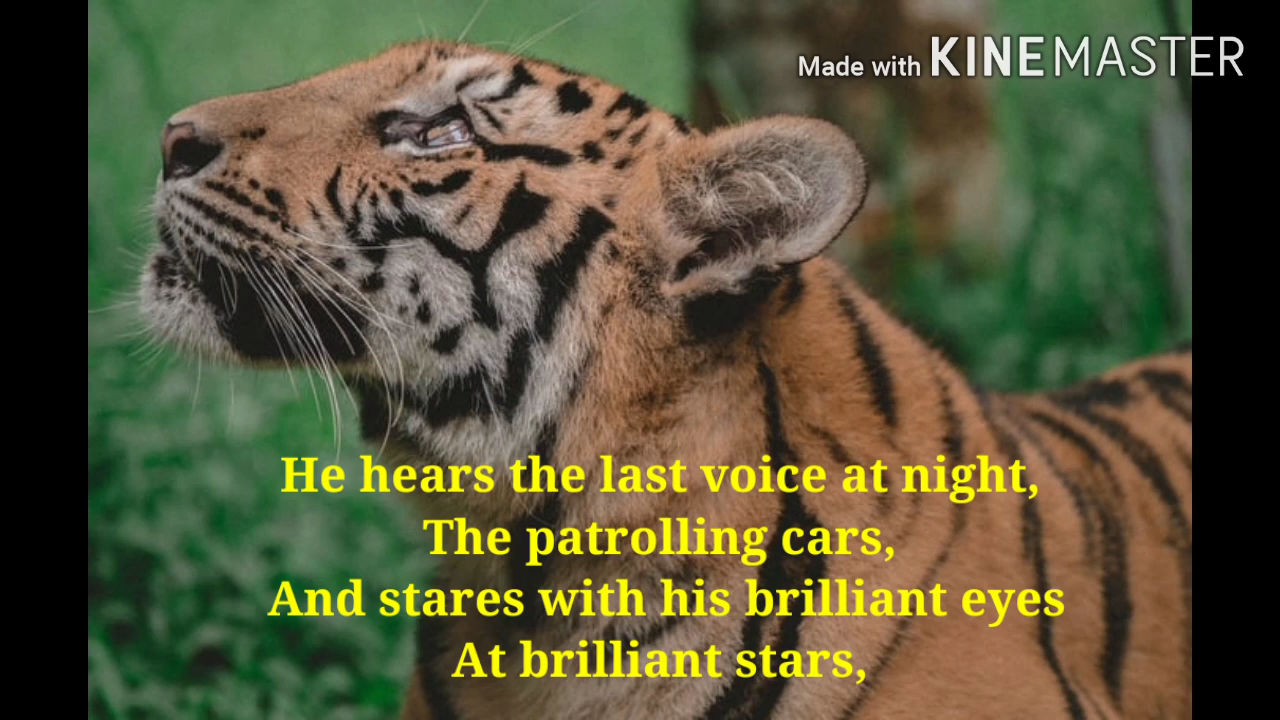 Made with KINEMASTER
He hears the last voice at night,
The patrolling cars,
And stares with his brilliant eyes
At brilliant stars,